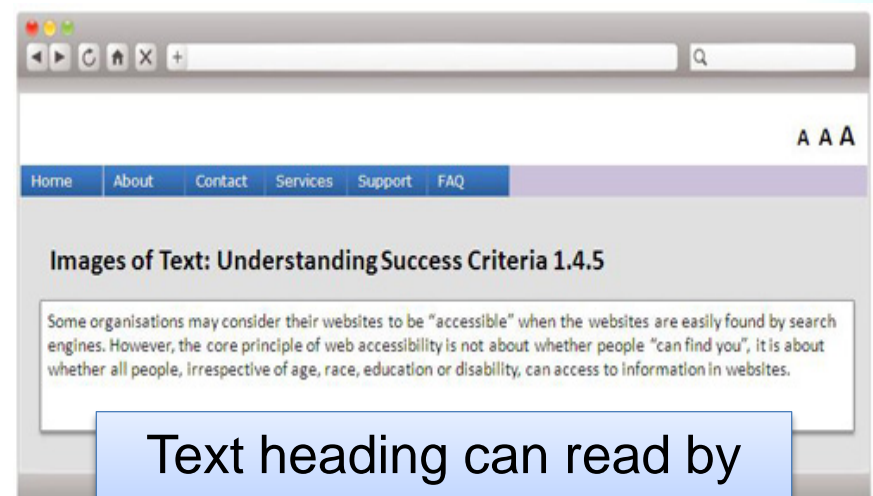 A A A
Home About Contact Services Support FAQ
Images of Text: Understanding Success Criteria 1.4.5
Some organisations may consider their websites to be "accessible" when the websites are easily found by search
engines. However, the core principle of web accessibility is not about whether people "can find you", it is about
whether all people, irrespective of age, race, education or disability, can access to information in websites.
Text heading can read by